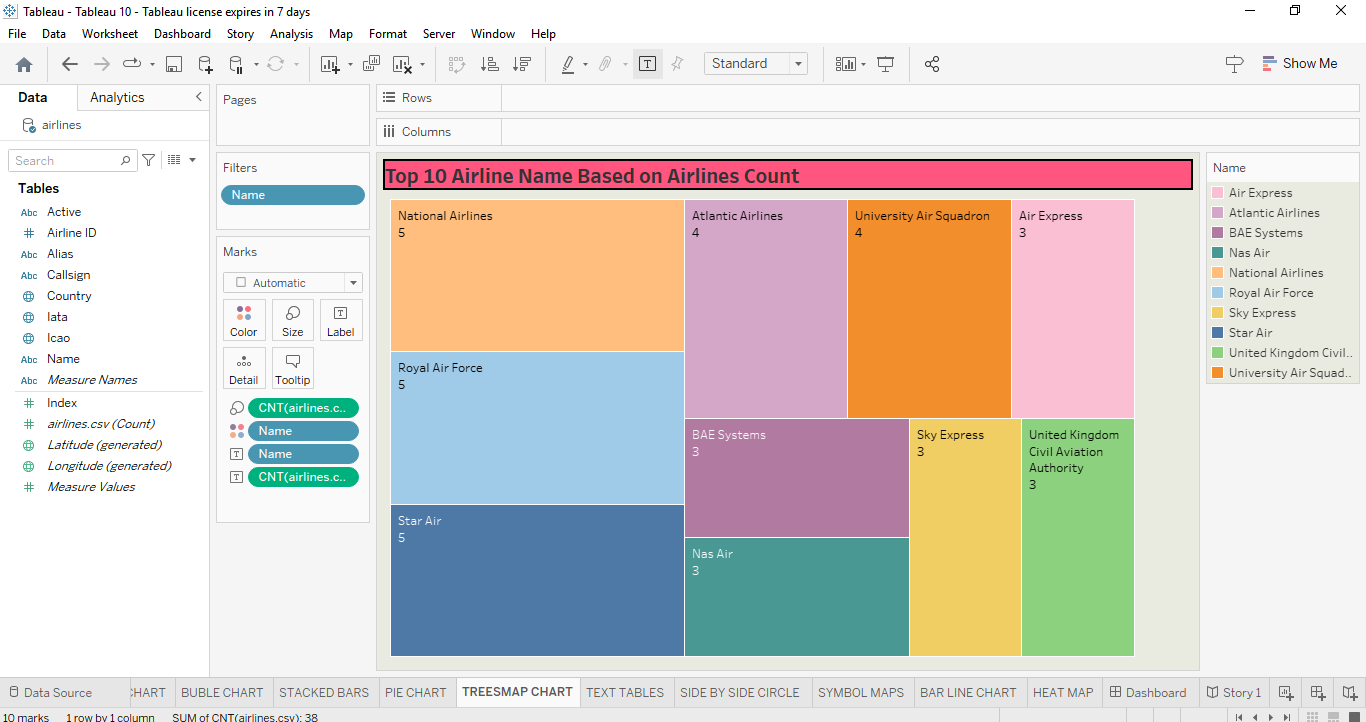 Tableau - Tableau 10 - Tableau license expires in 7 days
File Data Worksheet Dashboard Story Analysis Map Format Server Window Help
Standard
Show Me
Data Analytics
airlines
Search
Tables
Abc Active
# Airline ID
Abc Alias
Abc Callsign
Country
Iata
Icao
Abc Name
Abc Measure Names
# Index
# airlines.csv (Count)
Latitude (generated)
Longitude (generated)
# Measure Values
Pages
Filters
Name
Marks
Automatic
Color Size Label
Detail Tooltip
CNT(airlines.c..
Name
Name
CNT(airlines.c..
Rows
Columns
Top 10 Airline Name Based on Airlines Count
National Airlines
5
Royal Air Force
5
Star Air
5
Atlantic Airlines
4
University Air Squadron
4
Air Express
3
BAE Systems
3
Nas Air
3
Sky Express
3
United Kingdom
Civil Aviation
Authority
3
Name
Air Express
Atlantic Airlines
BAE Systems
Nas Air
National Airlines
Royal Air Force
Sky Express
Star Air
United Kingdom Civil..
University Air Squad..
Data Source CHART BUBLE CHART STACKED BARS PIE CHART TREESMAP CHART TEXT TABLES SIDE BY SIDE CIRCLE SYMBOL MAPS BAR LINE CHART HEAT MAP Dashboard Story 1
10 marks 1 row by 1 column SUM of CNT(airlines.csv): 38